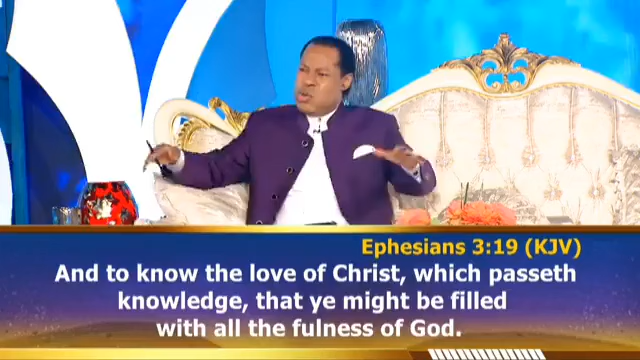 Ephesians 3:19 (KJV)
And to know the love of Christ, which passeth
knowledge, that ye might be filled
with all the fulness of God.